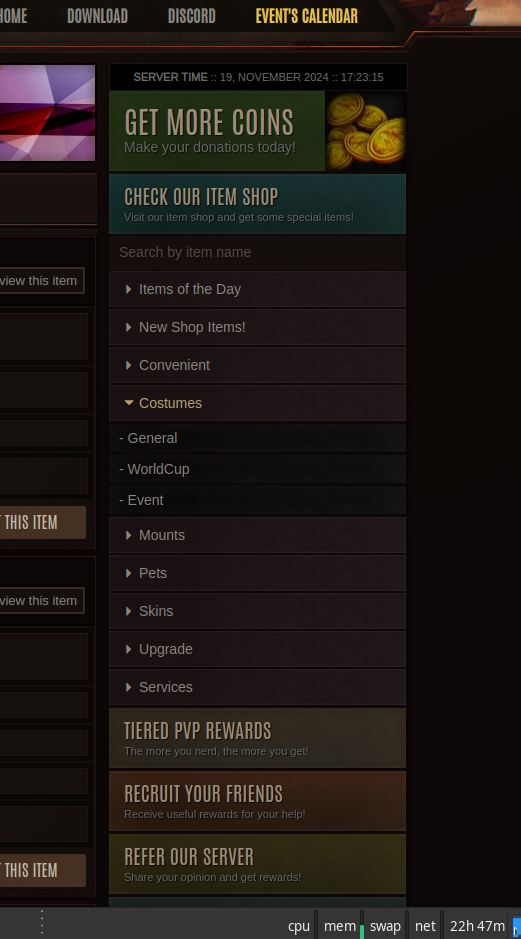 HOME DOWNLOAD DISCORD EVENT'S CALENDAR
SERVER TIME :: 19, NOVEMBER 2024 :: 17:23:15
GET MORE COINS
Make your donations today!
CHECK OUR ITEM SHOP
Visit our item shop and get some special items!
Search by item name
view this item
Items of the Day
New Shop Items!
Convenient
Costumes
- General
- WorldCup
- Event
THIS ITEM
Mounts
Pets
view this item
Skins
Upgrade
Services
TIERED PVP REWARDS
The more you nerd, the more you get!
RECRUIT YOUR FRIENDS
Receive useful rewards for your help!
REFER OUR SERVER
Share your opinion and get rewards!
THIS ITEM
cpu mem swap net 22h 47m